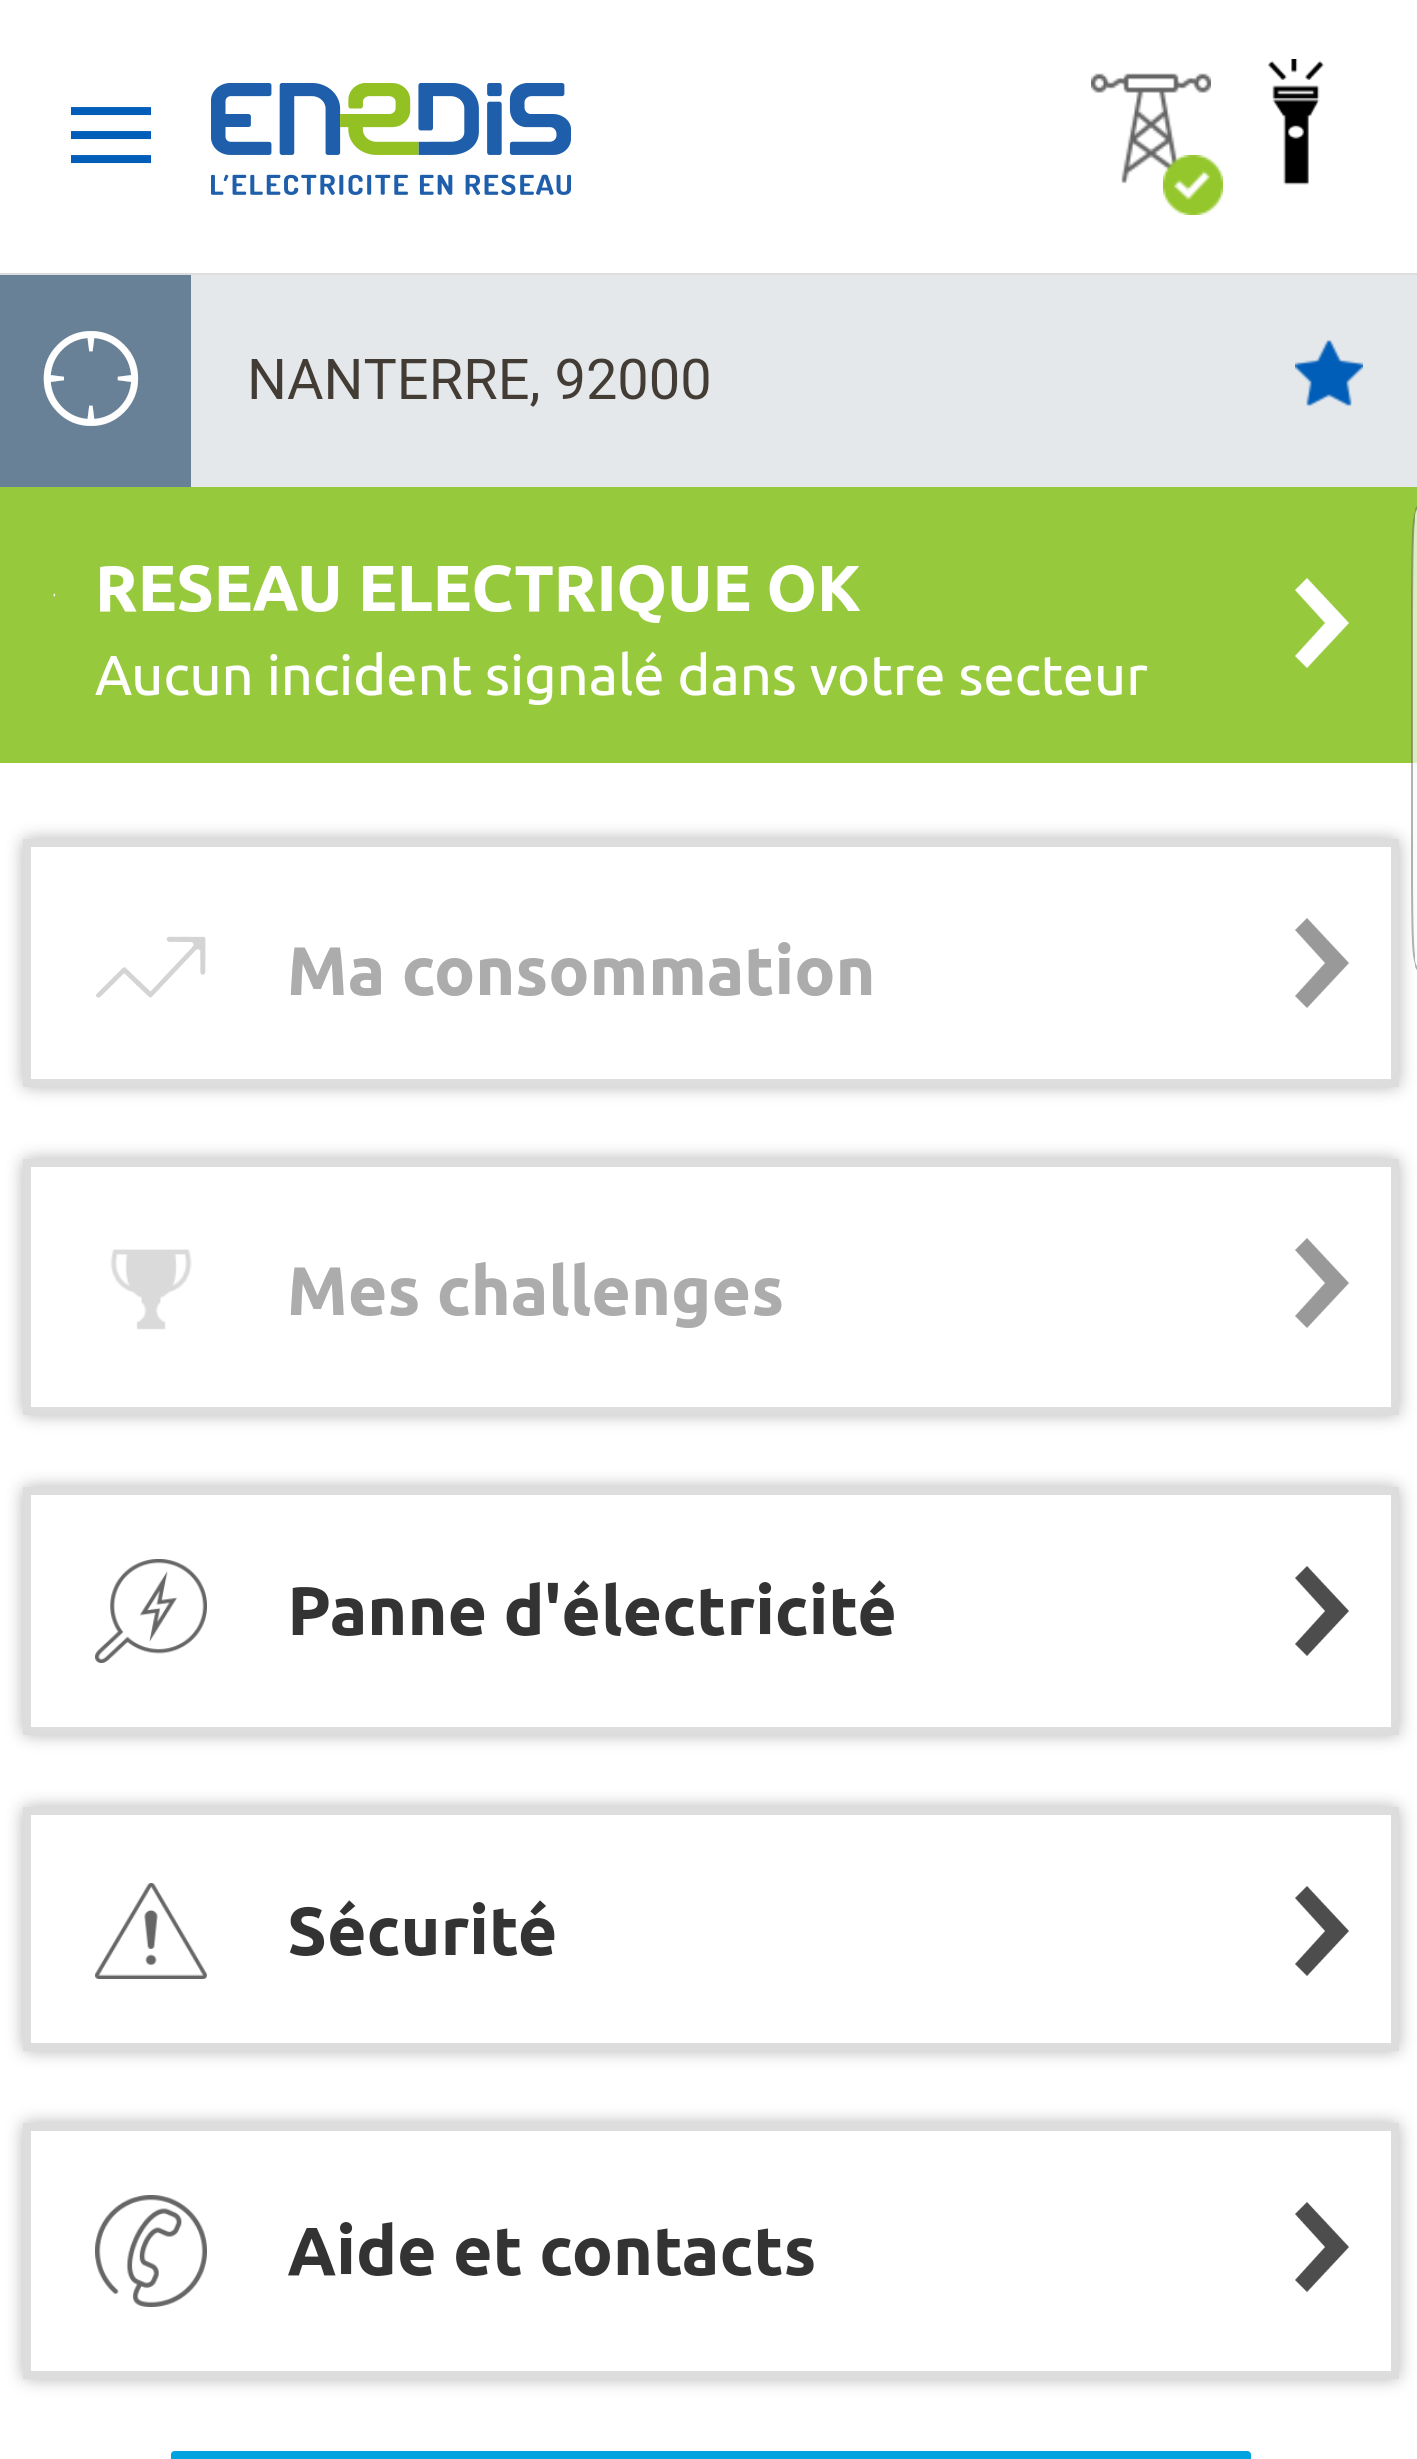 enedis
L'ELECTRICITE EN RESEAU
NANTERRE, 92000
RESEAU ELECTRIQUE OK
Aucun incident signalé dans votre secteur
Ma consommation
Mes challenges
Panne d'électricité
Sécurité
Aide et contacts